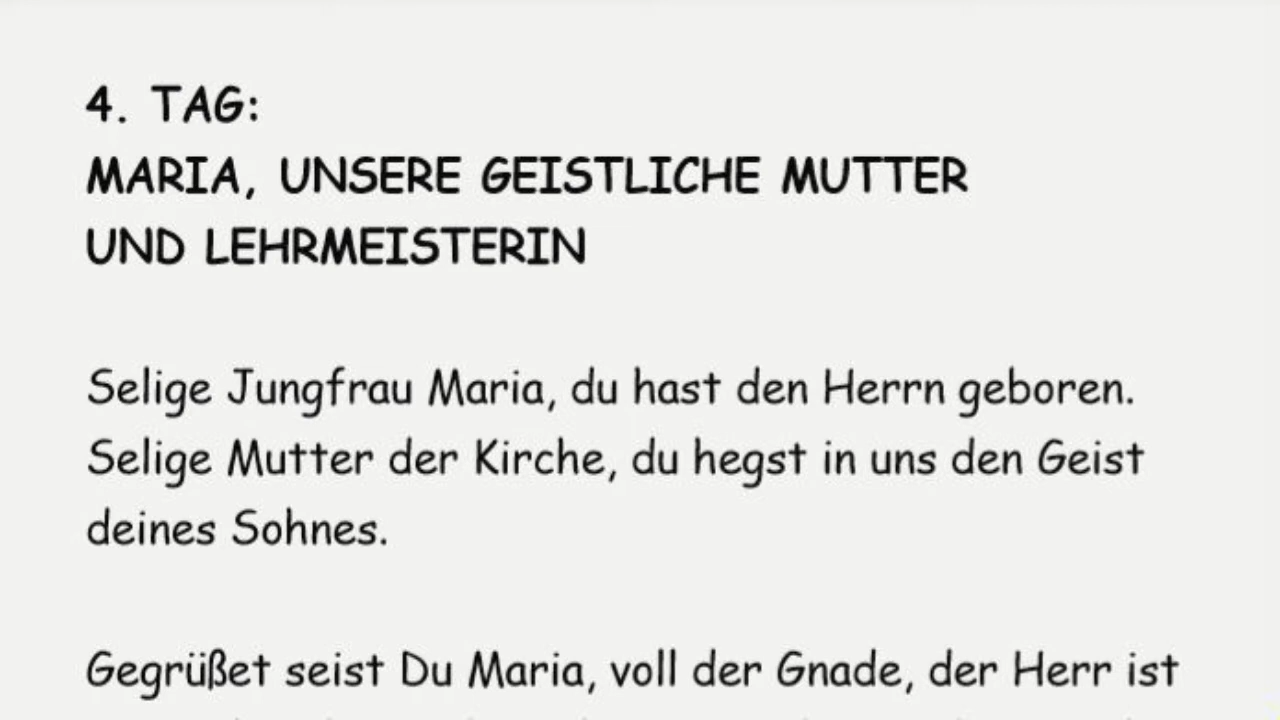 4. TAG:
MARIA, UNSERE GEISTLICHE MUTTER
UND LEHRMEISTERIN
Selige Jungfrau Maria, du hast den Herrn geboren.
Selige Mutter der Kirche, du hegst in uns den Geist
deines Sohnes.
Gegrüßet seist Du Maria, voll der Gnade, der Herr ist